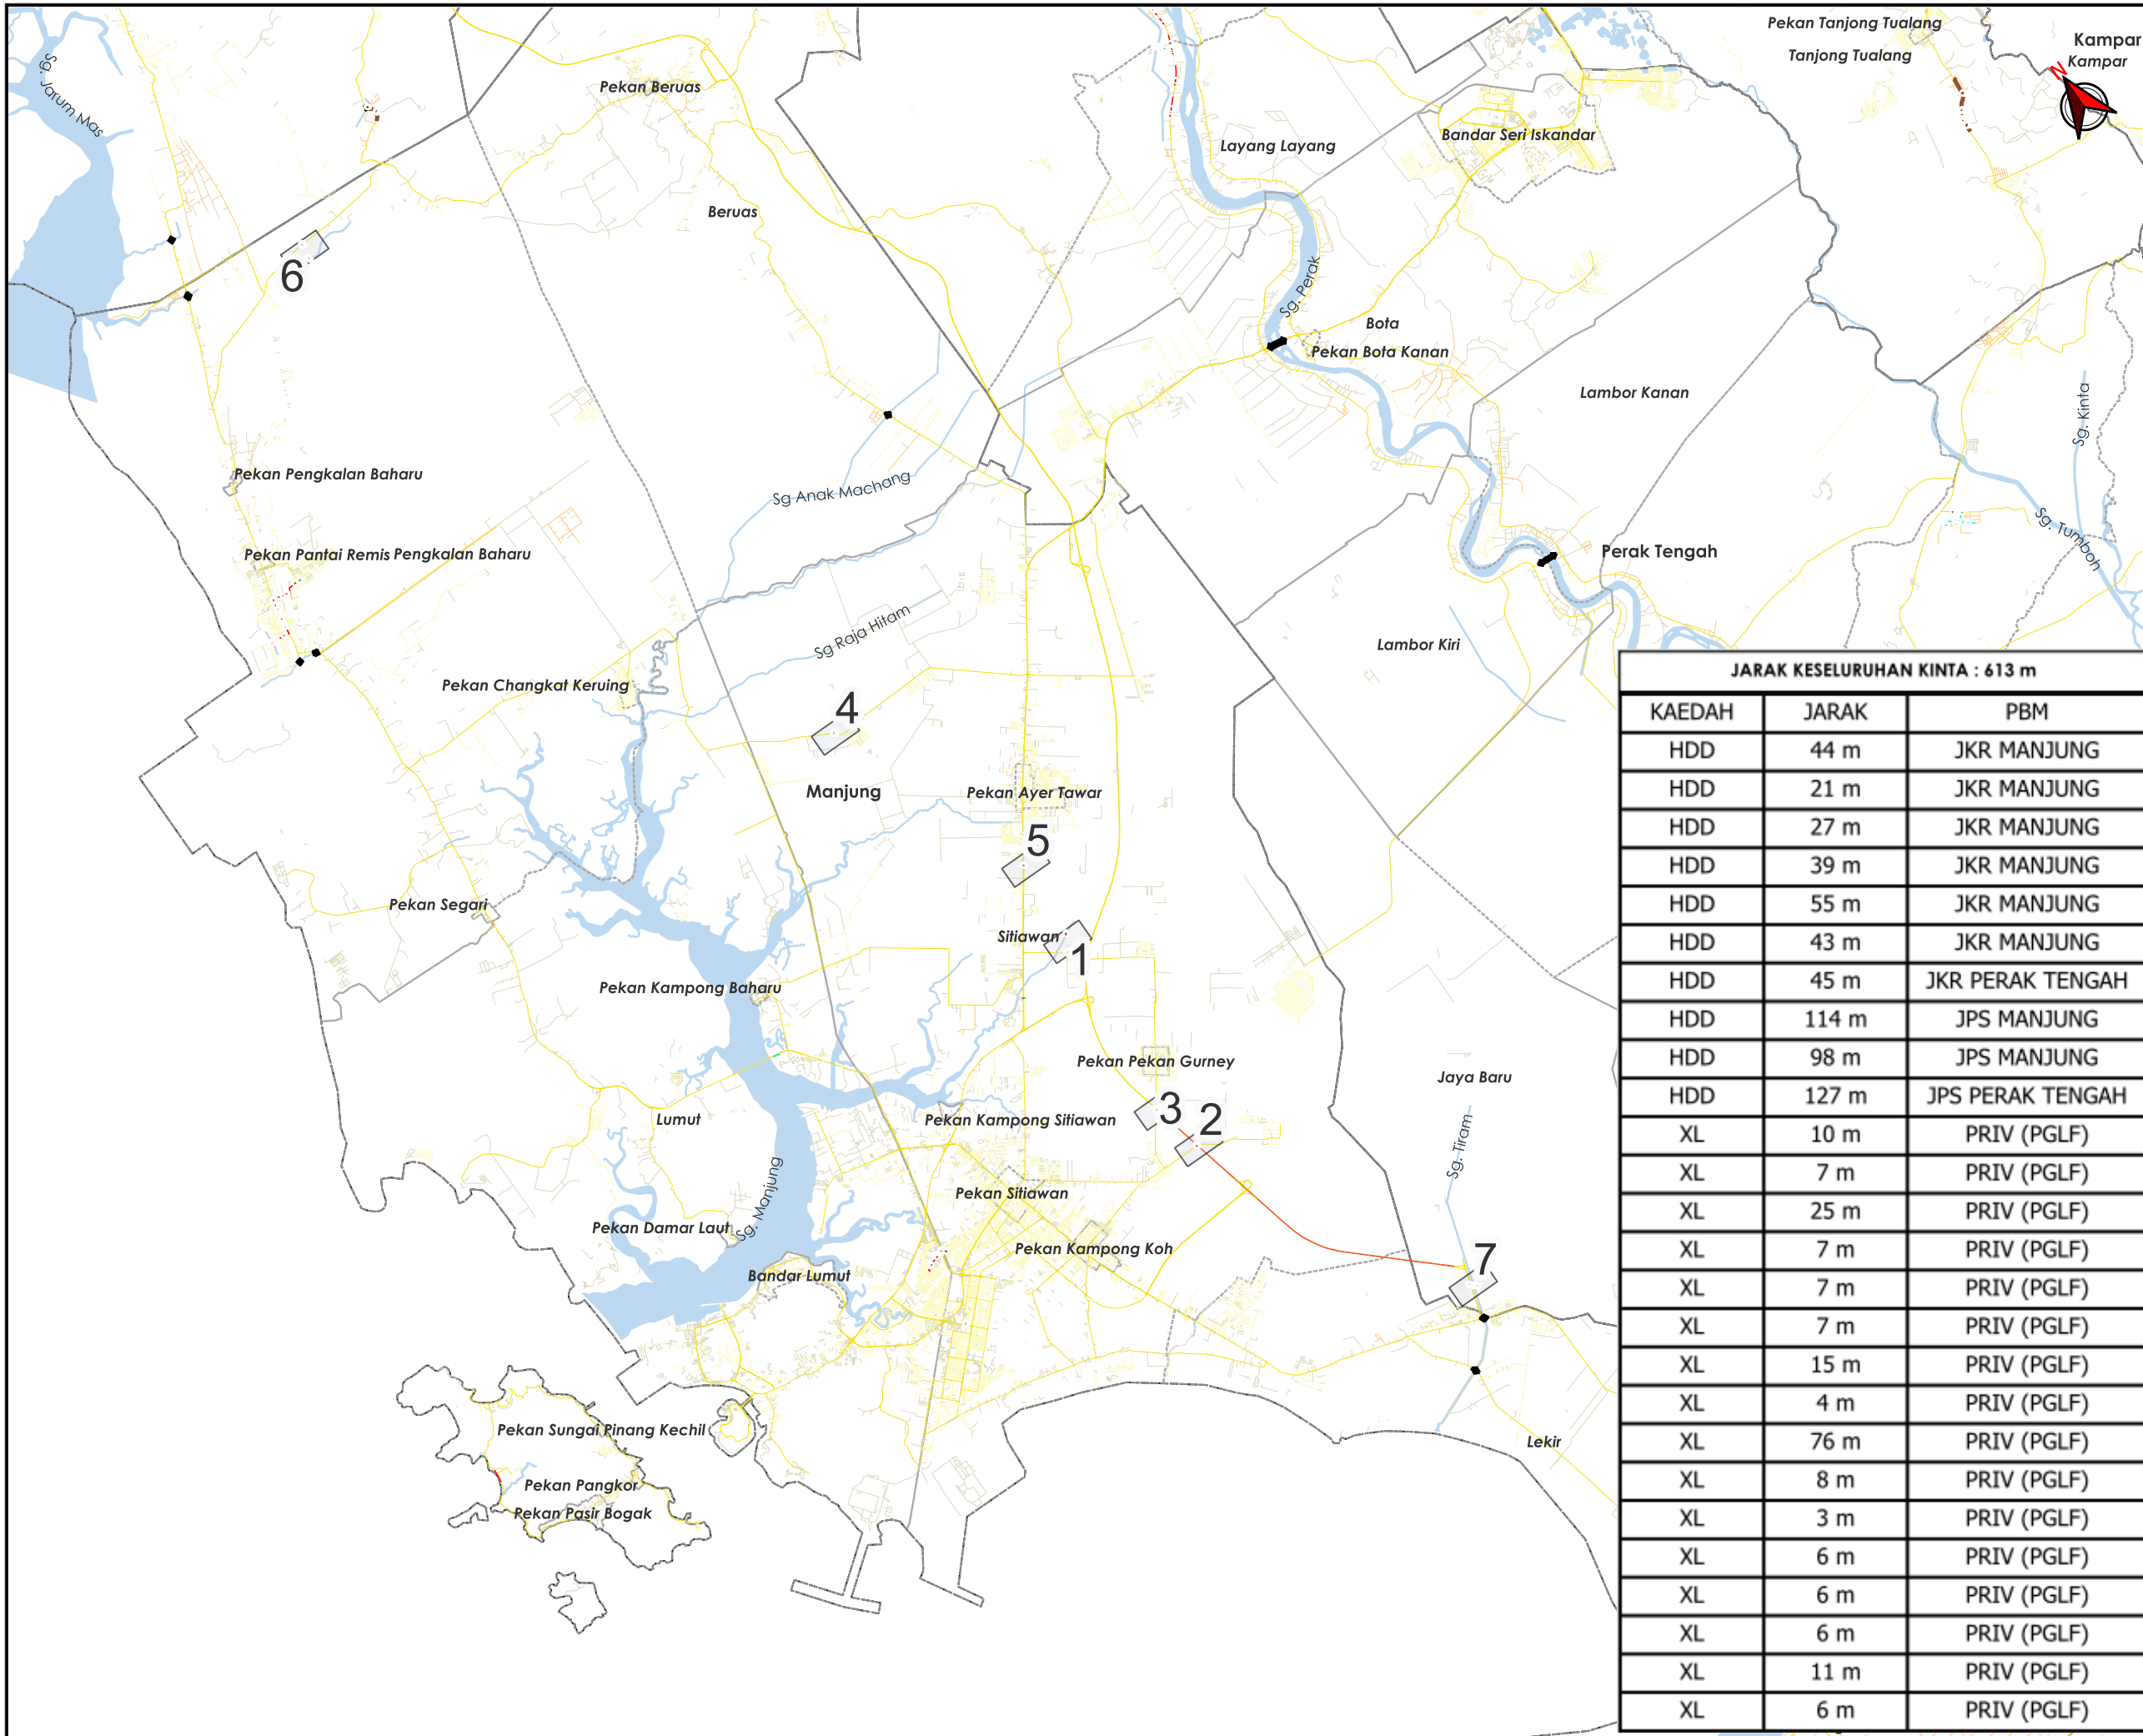 Pekan Tanjong Tualang
Tanjong Tualang
Kampar
Kampar
N
Sg. Jarum Mas
Pekan Beruas
Bandar Seri Iskandar
Layang Layang
Beruas
6
Sg. Perak
Bota
Pekan Bota Kanan
Lambor Kanan
Sg. Kinta
Pekan Pengkalan Baharu
Sg Anak Machang
Sg. Tumboh
Pekan Pantai Remis Pengkalan Baharu
Perak Tengah
Sg Raja Hitam
Lambor Kiri
Pekan Changkat Keruing
4
Manjung
Pekan Ayer Tawar
5
Pekan Segari
Sitiawan
1
Pekan Kampong Baharu
Pekan Pekan Gurney
Jaya Baru
3
2
Lumut
Pekan Kampong Sitiawan
Sg. Tiram
Sg. Manjung
Pekan Sitiawan
Pekan Damar Laut
Pekan Kampong Koh
7
Bandar Lumut
Pekan Sungai Pinang Kechil
Lekir
Pekan Pangkor
Pekan Pasir Bogak
JARAK KESELURUHAN KINTA : 613 m
KAEDAH JARAK PBM
HDD 44 m JKR MANJUNG
HDD 21 m JKR MANJUNG
HDD 27 m JKR MANJUNG
HDD 39 m JKR MANJUNG
HDD 55 m JKR MANJUNG
HDD 43 m JKR MANJUNG
HDD 45 m JKR PERAK TENGAH
HDD 114 m JPS MANJUNG
HDD 98 m JPS MANJUNG
HDD 127 m JPS PERAK TENGAH
XL 10 m PRIV (PGLF)
XL 7 m PRIV (PGLF)
XL 25 m PRIV (PGLF)
XL 7 m PRIV (PGLF)
XL 7 m PRIV (PGLF)
XL 7 m PRIV (PGLF)
XL 15 m PRIV (PGLF)
XL 4 m PRIV (PGLF)
XL 76 m PRIV (PGLF)
XL 8 m PRIV (PGLF)
XL 3 m PRIV (PGLF)
XL 6 m PRIV (PGLF)
XL 6 m PRIV (PGLF)
XL 6 m PRIV (PGLF)
XL 11 m PRIV (PGLF)
XL 6 m PRIV (PGLF)